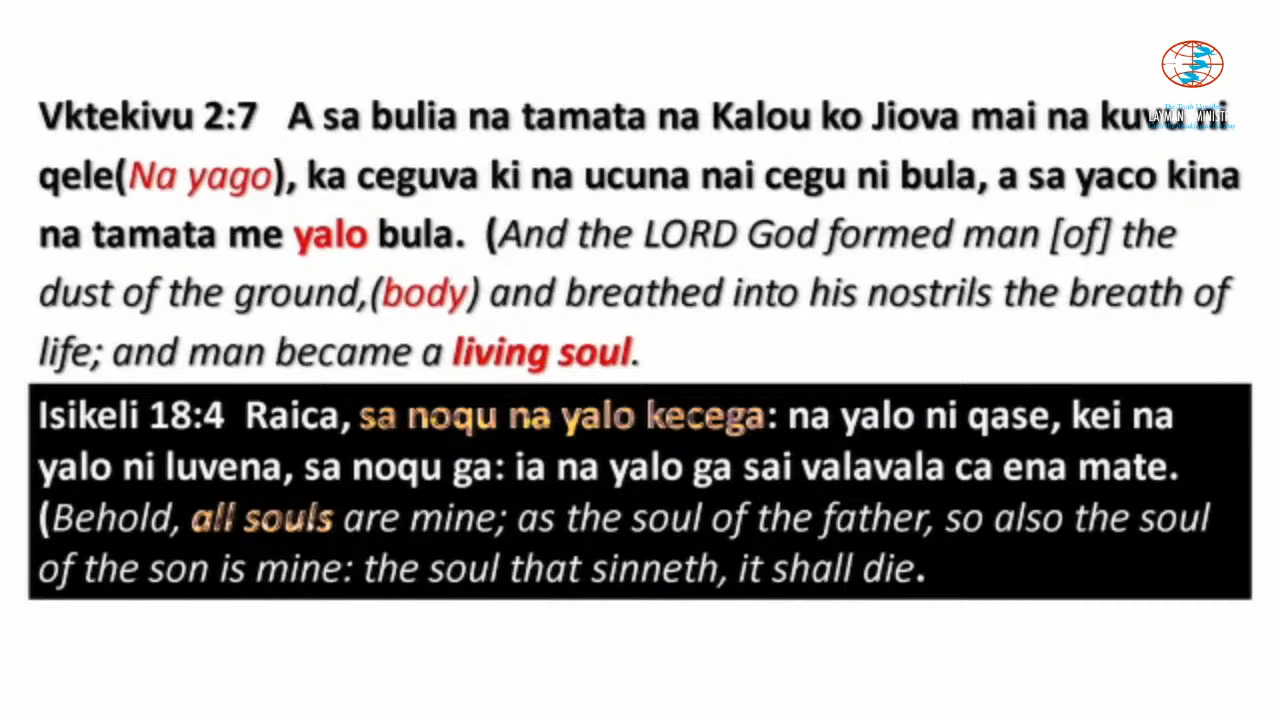 Vktekivu 2:7 A sa bulia na tamata na Kalou ko Jiova mai na kuvu ni
qele(Na yago), ka ceguva ki na ucuna nai cegu ni bula, a sa yaco kina
na tamata me yalo bula. (And the LORD God formed man [of] the
dust of the ground,(body) and breathed into his nostrils the breath of
life; and man became a living soul.
Isikeli 18:4 Raica, sa noqu na yalo kecega: na yalo ni qase, kei na
yalo ni luvena, sa noqu ga: ia na yalo ga sai valavala ca ena mate.
(Behold, all souls are mine; as the soul of the father, so also the soul
of the son is mine: the soul that sinneth, it shall die.
LAYMAN MINISTR